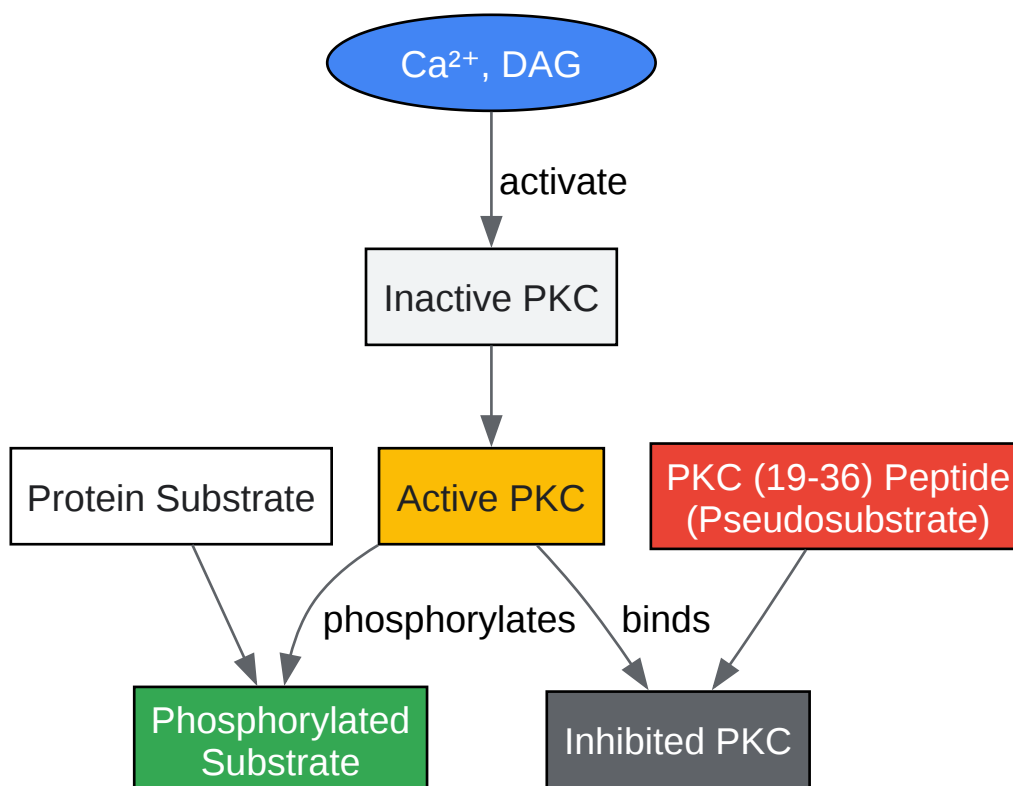 Ca²⁺, DAG
activate
Inactive PKC
Protein Substrate
Active PKC
PKC (19-36) Peptide
(Pseudosubstrate)
phosphorylates
binds
Phosphorylated
Substrate
Inhibited PKC